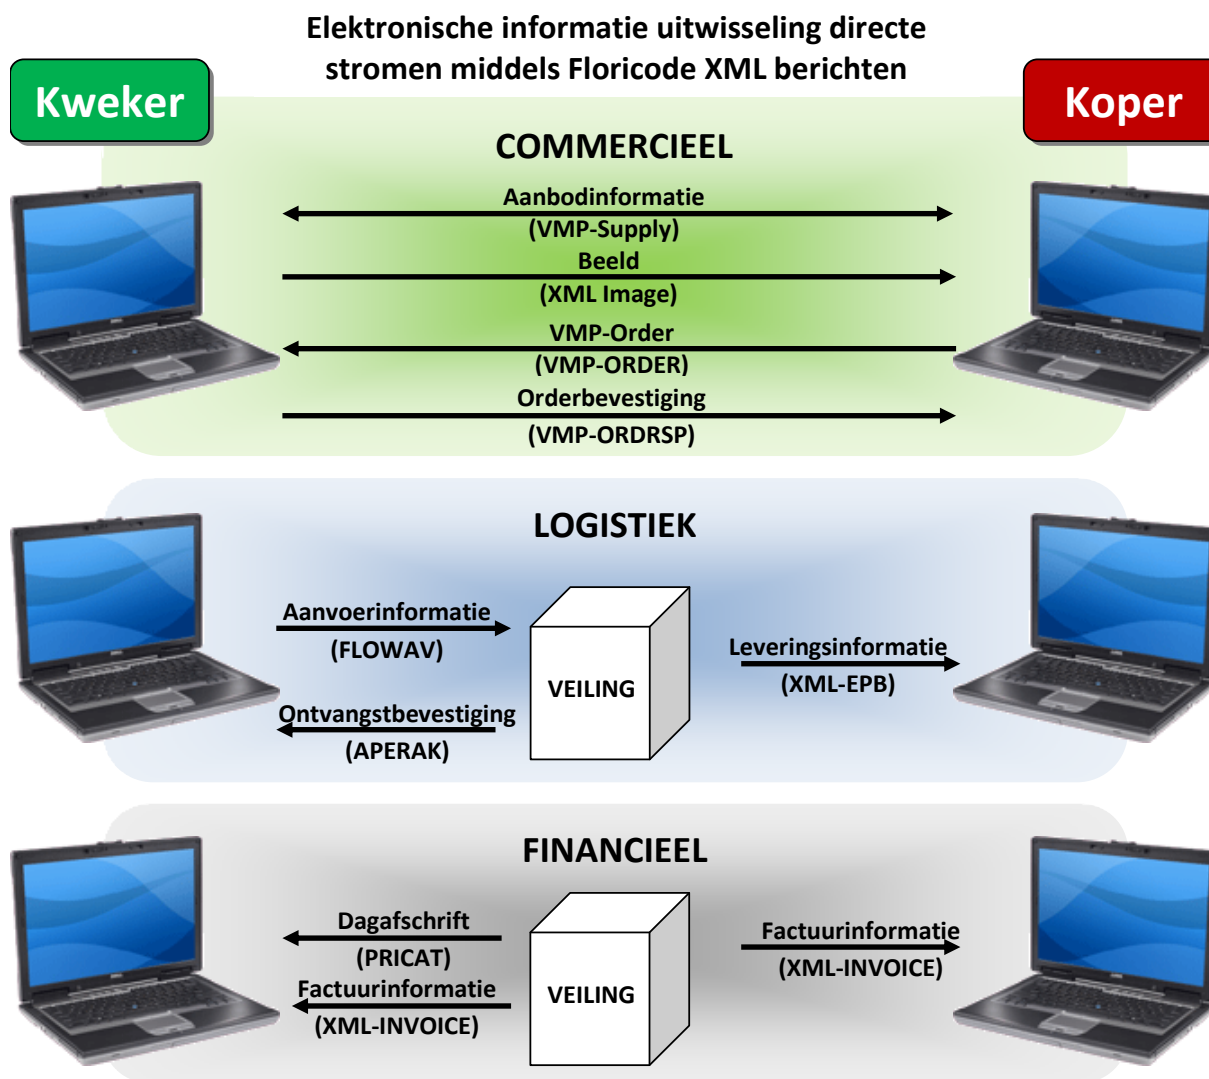 Elektronische informatie uitwisseling directe
stromen middels Floricode XML berichten
Kweker
Koper
COMMERCIEEL
Aanbodinformatie
(VMP-Supply)
Beeld
(XML Image)
VMP-Order
(VMP-ORDER)
Orderbevestiging
(VMP-ORDRSP)
LOGISTIEK
Aanvoerinformatie
(FLOWAV)
Ontvangstbevestiging
(APERAK)
VEILING
Leveringsinformatie
(XML-EPB)
FINANCIEEL
Dagafschrift
(PRICAT)
Factuurinformatie
(XML-INVOICE)
VEILING
Factuurinformatie
(XML-INVOICE)